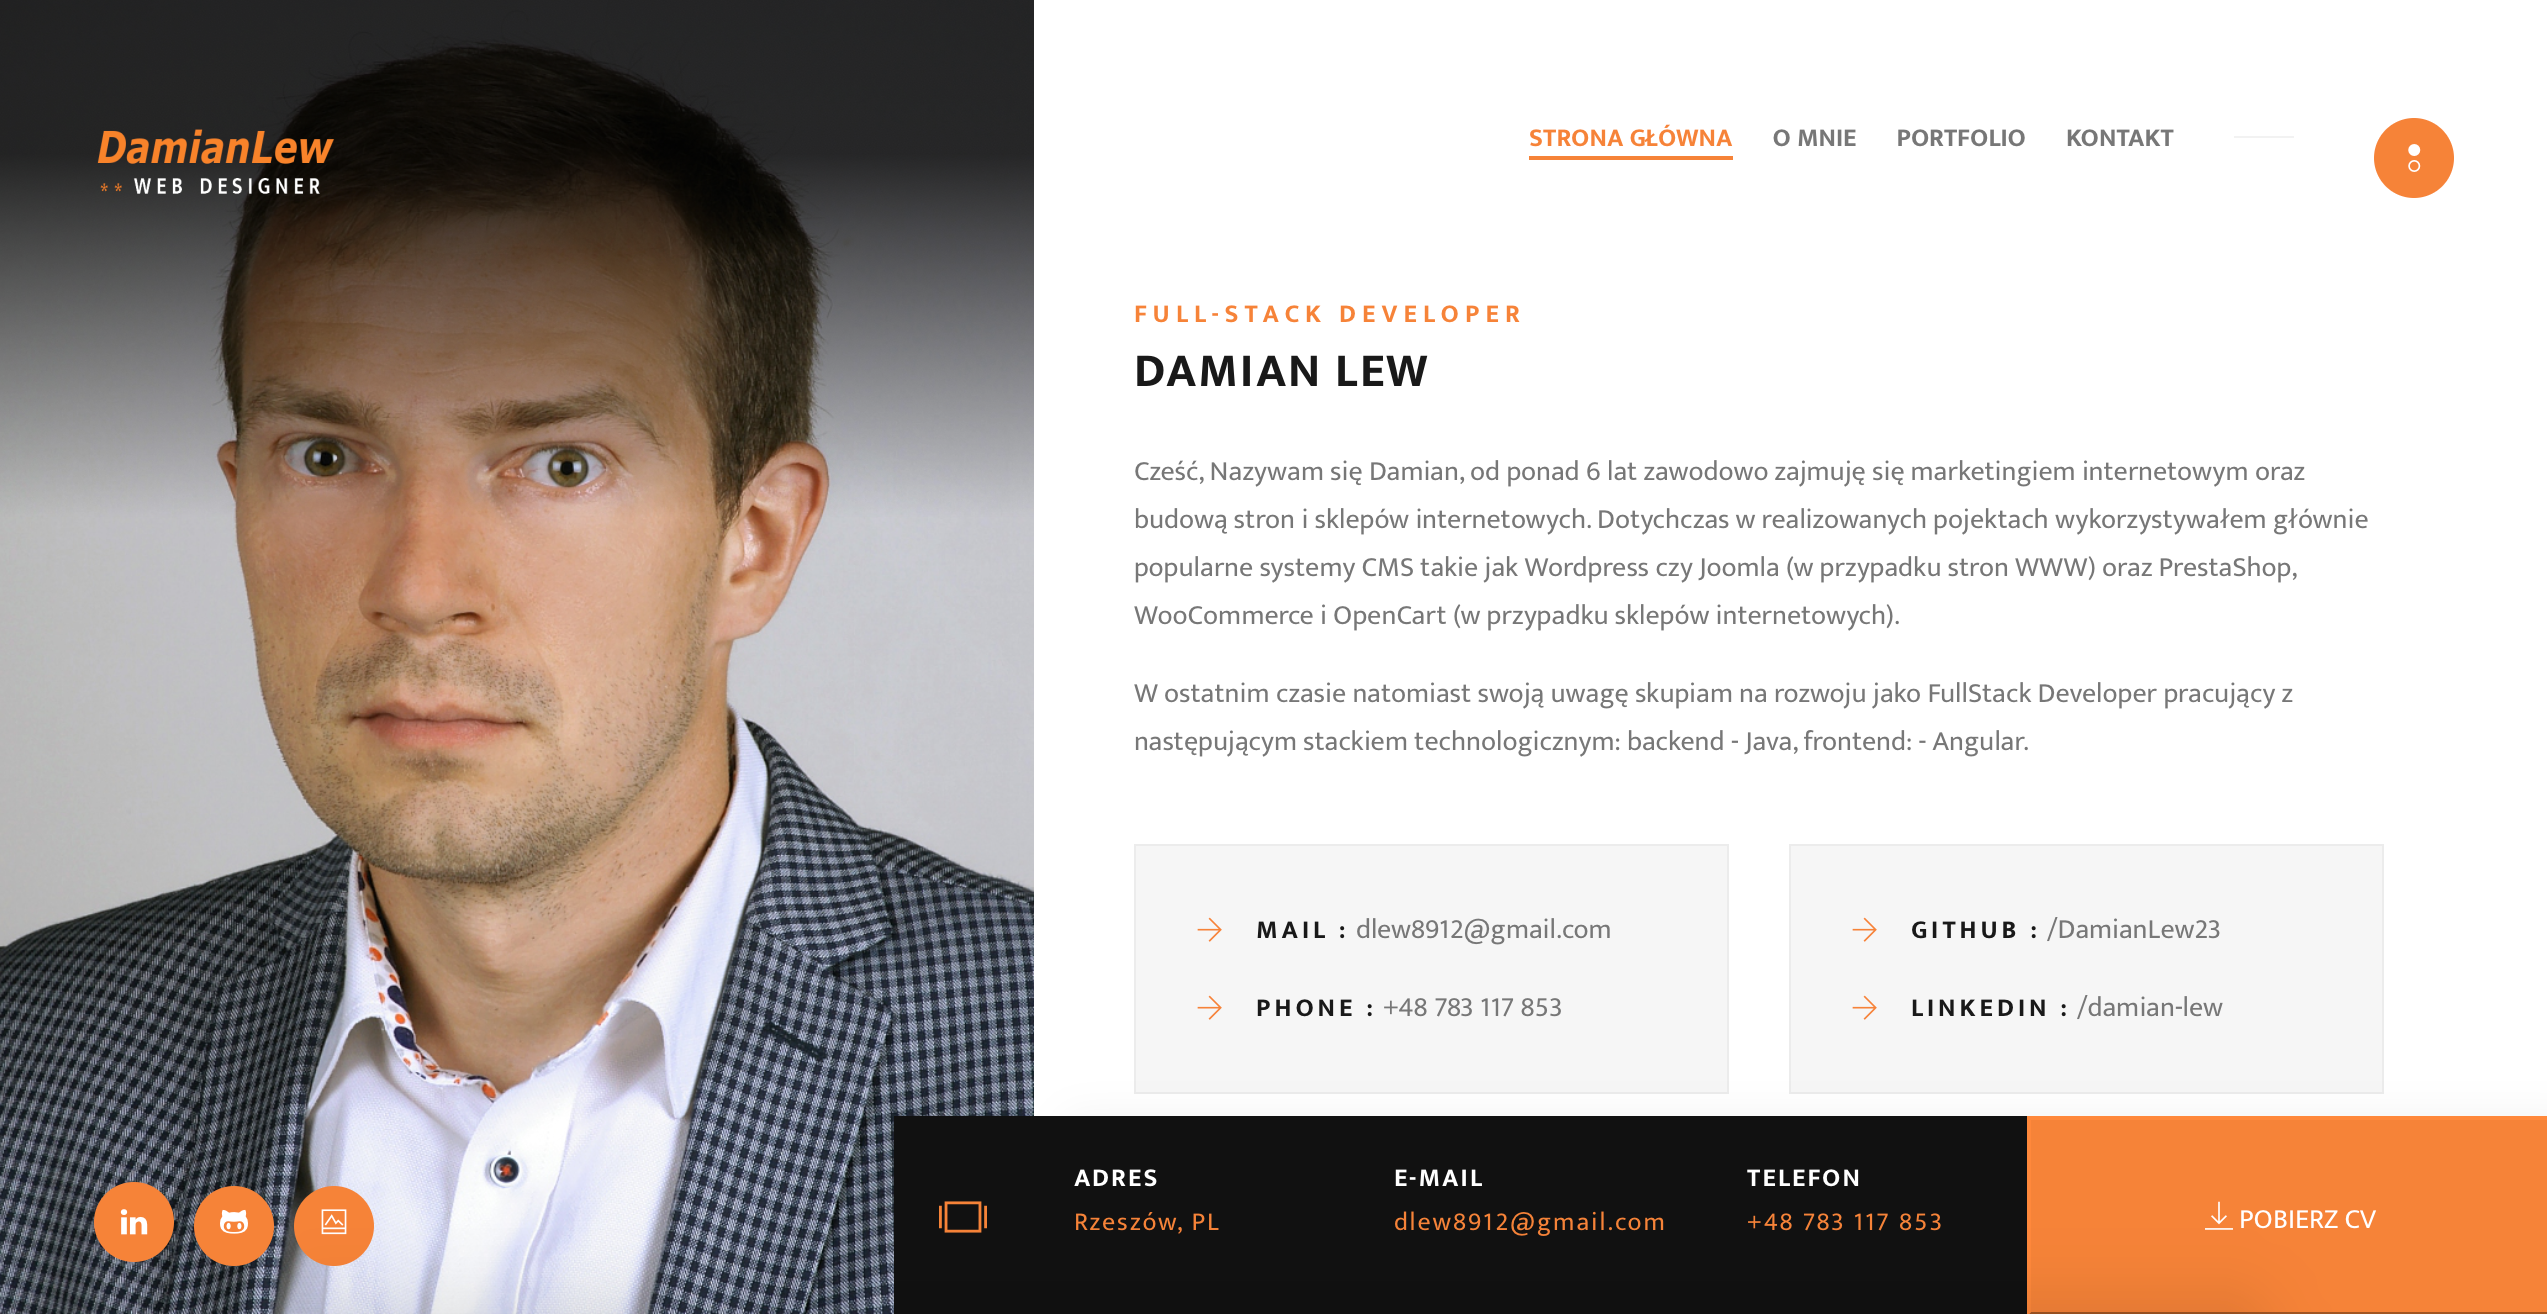 DamianLew
** WEB DESIGNER
STRONA GŁÓWNA O MNIE PORTFOLIO KONTAKT
FULL-STACK DEVELOPER
DAMIAN LEW
Cześć, Nazywam się Damian, od ponad 6 lat zawodowo zajmuję się marketingiem internetowym oraz
budową stron i sklepów internetowych. Dotychczas w realizowanych pojektach wykorzystywałem głównie
popularne systemy CMS takie jak Wordpress czy Joomla (w przypadku stron WWW) oraz PrestaShop,
WooCommerce i OpenCart (w przypadku sklepów internetowych).
W ostatnim czasie natomiast swoją uwagę skupiam na rozwoju jako FullStack Developer pracujący z
następującym stackiem technologicznym: backend - Java, frontend: - Angular.
MAIL : dlew8912@gmail.com
PHONE : +48 783 117 853
GITHUB : /DamianLew23
LINKEDIN : /damian-lew
in
ADRES
Rzeszów, PL
E-MAIL
dlew8912@gmail.com
TELEFON
+48 783 117 853
POBIERZ CV